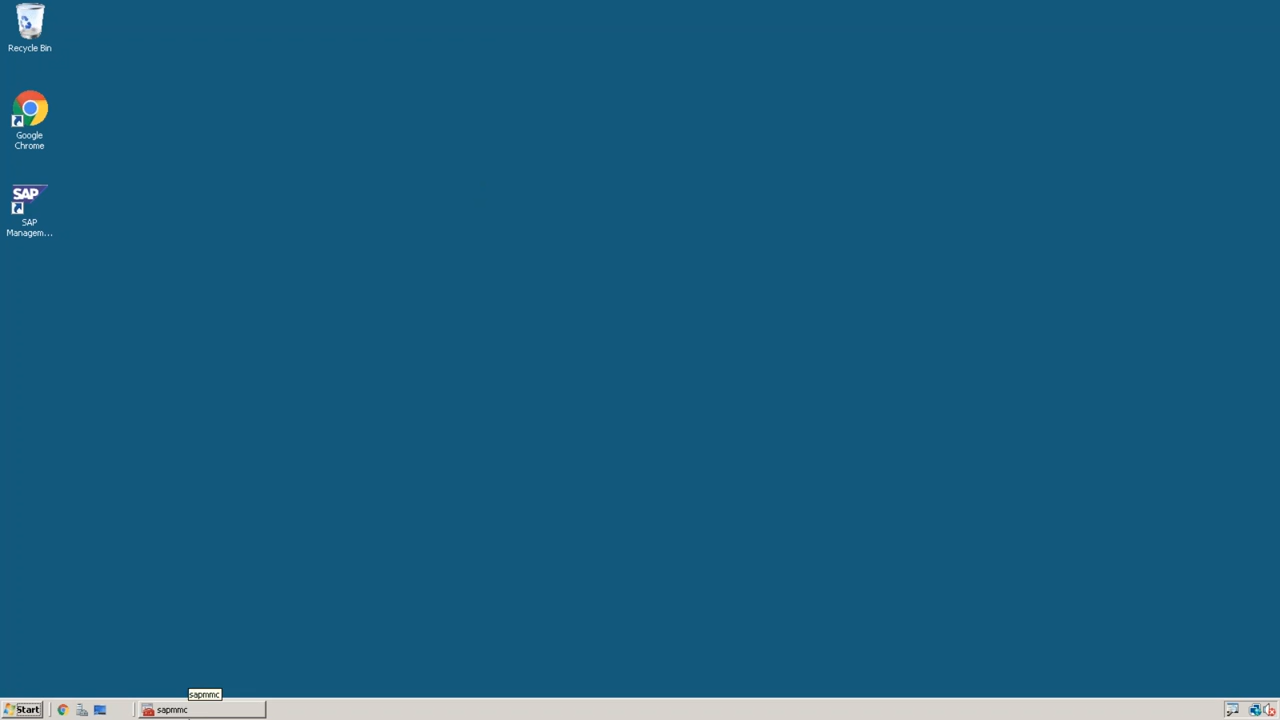 Recycle Bin
Google
Chrome
SAP
SAP
Managem...
sapmmc
Start
sapmmc